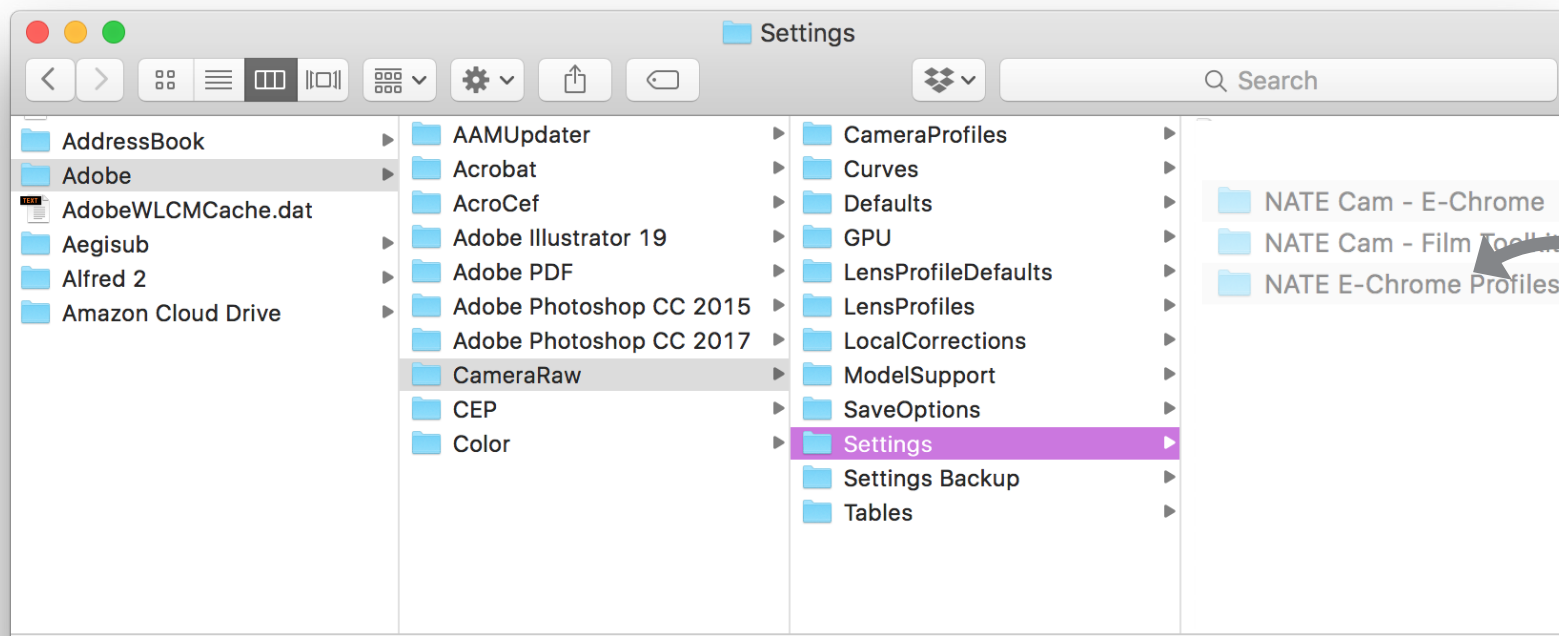 Settings
Search
AddressBook
Adobe
TEXT
AdobeWLCMCache.dat
Aegisub
Alfred 2
Amazon Cloud Drive
AAMUpdater
Acrobat
AcroCef
Adobe Illustrator 19
Adobe PDF
Adobe Photoshop CC 2015
Adobe Photoshop CC 2017
CameraRaw
CEP
Color
CameraProfiles
Curves
Defaults
GPU
LensProfileDefaults
LensProfiles
LocalCorrections
ModelSupport
SaveOptions
Settings
Settings Backup
Tables
NATE Cam - E-Chrome
NATE Cam - Film Toolkit
NATE E-Chrome Profiles